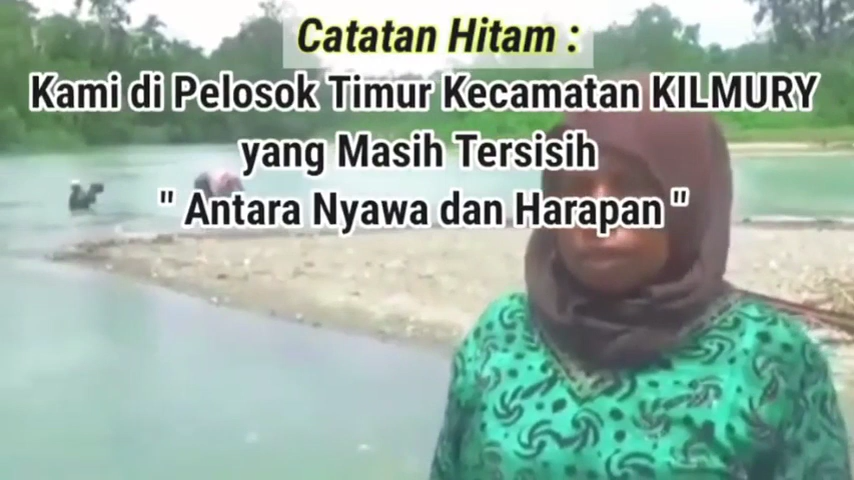 Catatan Hitam :
Kami di Pelosok Timur Kecamatan KILMURY
yang Masih Tersisih
" Antara Nyawa dan Harapan "